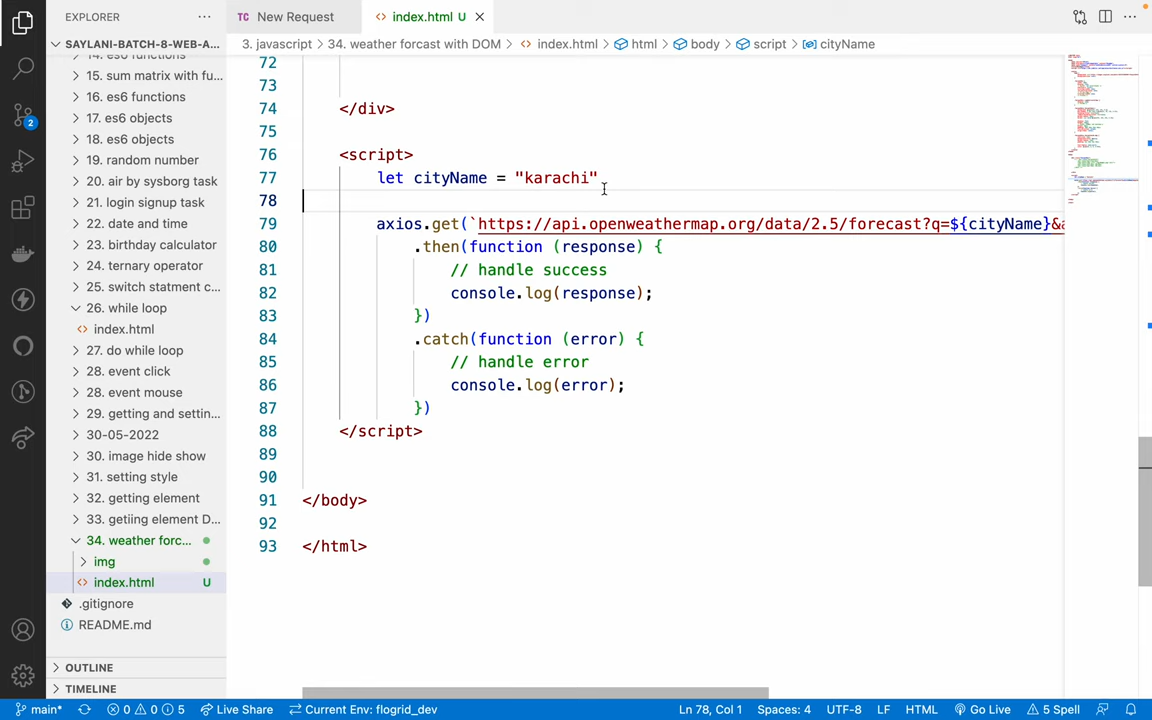 EXPLORER
SAYLANI-BATCH-8-WEB-A...
14. es6 functions
15. sum matrix with fu...
16. es6 functions
17. es6 objects
18. es6 objects
19. random number
20. air by sysborg task
21. login signup task
22. date and time
23. birthday calculator
24. ternary operator
25. switch statment c...
26. while loop
index.html
27. do while loop
28. event click
28. event mouse
29. getting and settin...
30-05-2022
30. image hide show
31. setting style
32. getting element
33. getiing element D...
34. weather forc...
img
index.html U
.gitignore
README.md
OUTLINE
TIMELINE
2
TC New Request
index.html U
3. javascript > 34. weather forcast with DOM > index.html > html > body > script > cityName
72
73
74 </div>
75
76 <script>
77 let cityName = "karachi"
78
79 axios.get(`https://api.openweathermap.org/data/2.5/forecast?q=${cityName}&a
80 .then(function (response) {
81 // handle success
82 console.log(response);
83 })
84 .catch(function (error) {
85 // handle error
86 console.log(error);
87 })
88 </script>
89
90
91 </body>
92
93 </html>
main* 0 0 5 Live Share Current Env: flogrid_dev Ln 78, Col 1 Spaces: 4 UTF-8 LF HTML Go Live 5 Spell